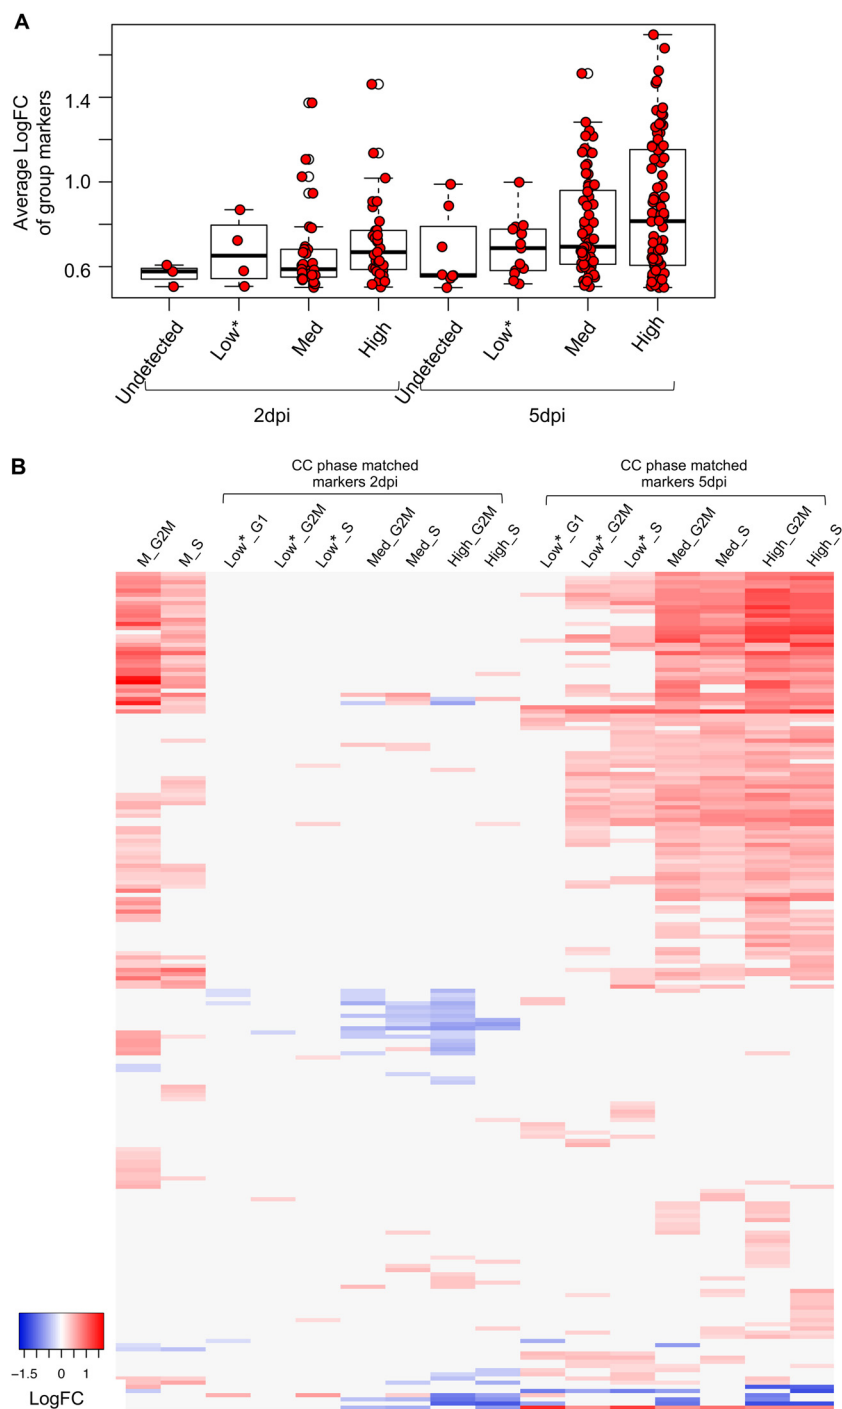 A
Average LogFC
of group markers
1.4
1.0
0.6
Undetected
Low*
Med
High
Undetected
Low*
Med
High
2dpi
5dpi
B
CC phase matched
markers 2dpi
CC phase matched
markers 5dpi
M_G2M
M_S
Low*_G1
Low*_G2M
Low*_S
Med_G2M
Med_S
High_G2M
High_S
Low*_G1
Low*_G2M
Low*_S
Med_G2M
Med_S
High_G2M
High_S
−1.5 0 1
LogFC